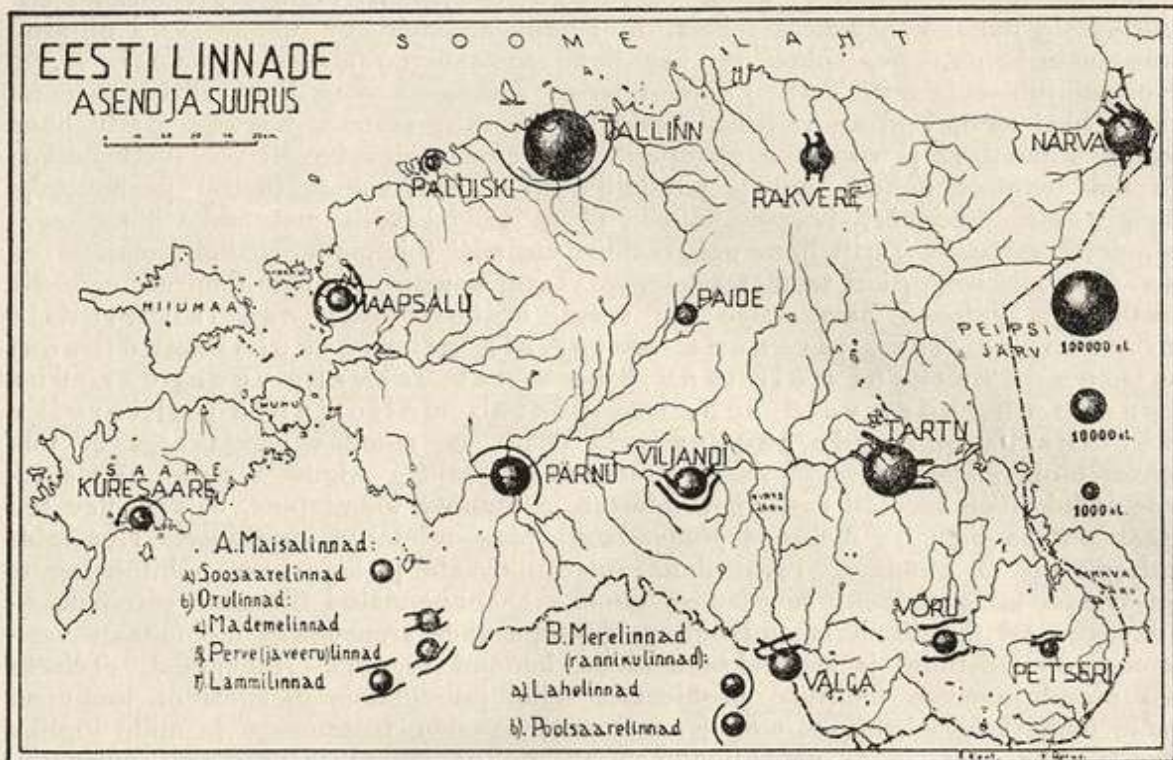 EESTI LINNADE
ASEND JA SUURUS
SOOME LAHT
TALLINN
NARVA
PALDISKI
RAKVERE
HIIUMAA
HAAPSALU
PAIDE
PEIPSI
JÄRV
100000 el.
MUHU
10000 el.
TARTU
SAARE
KURESAARE
PÄRNU
VILJANDI
1000 el.
A. Maisalinnad:
a) Soosaarelinnad
b) Orulinnad:
Mademelinnad
Perve(ja veeru)linnad
Lammilinnad
B. Merelinnad
(rannikulinnad):
a) Lahelinnad
b) Poolsaarelinnad
VALGA
VÕRU
PETSERI